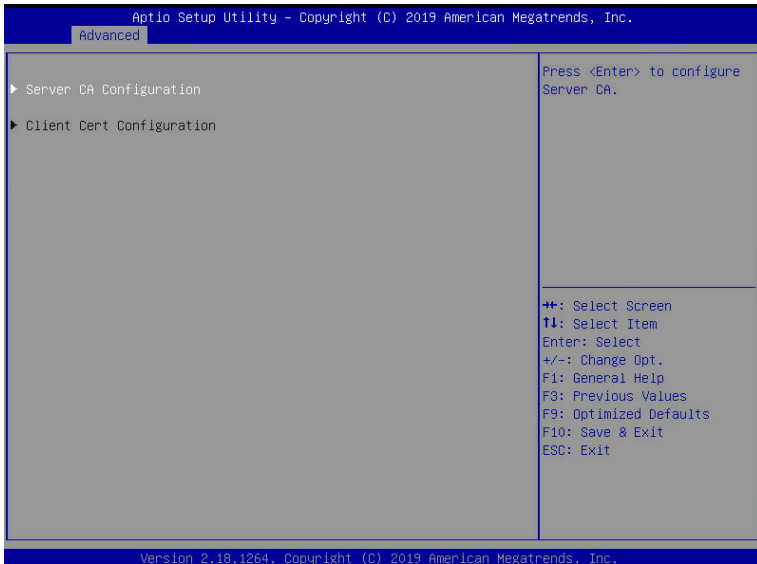 Aptio Setup Utility – Copyright (C) 2019 American Megatrends, Inc.
Advanced
▶ Server CA Configuration
▶ Client Cert Configuration
Press <Enter> to configure
Server CA.
→←: Select Screen
↑↓: Select Item
Enter: Select
+/-: Change Opt.
F1: General Help
F3: Previous Values
F9: Optimized Defaults
F10: Save & Exit
ESC: Exit
Version 2.18.1264. Copyright (C) 2019 American Megatrends, Inc.